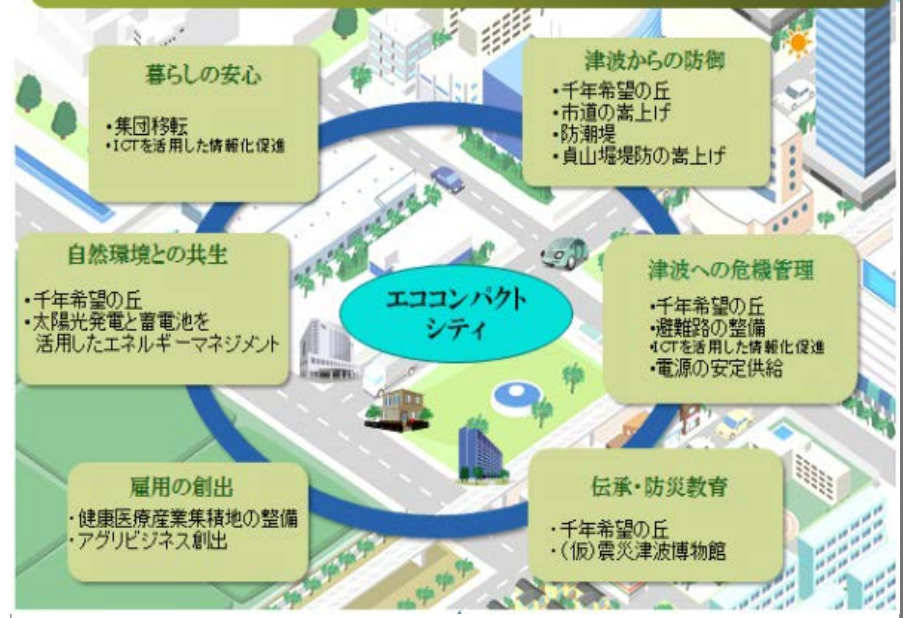 暮らしの安心
・集団移転
・ICTを活用した情報化促進
津波からの防御
・千年希望の丘
・市道の嵩上げ
・防潮堤
・貞山堀堤防の嵩上げ
自然環境との共生
・千年希望の丘
・太陽光発電と蓄電池を
活用したエネルギーマネジメント
エココンパクト
シティ
津波への危機管理
・千年希望の丘
・避難路の整備
・ICTを活用した情報化促進
・電源の安定供給
雇用の創出
・健康医療産業集積地の整備
・アグリビジネス創出
伝承・防災教育
・千年希望の丘
・(仮)震災津波博物館